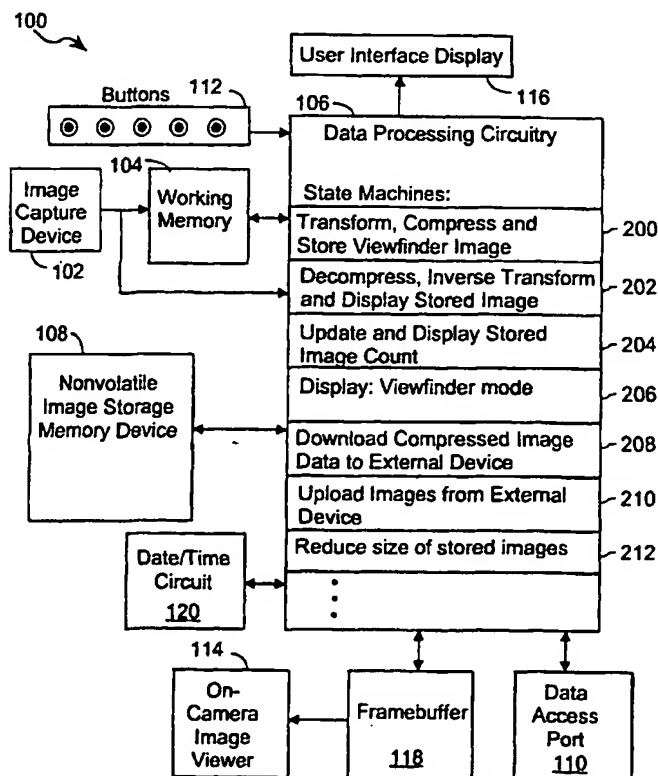 100
User Interface Display
116
Buttons
112
106
Data Processing Circuitry
104
Image
Capture
Device
102
Working
Memory
State Machines:
Transform, Compress and
Store Viewfinder Image
200
Decompress, Inverse Transform
and Display Stored Image
202
Update and Display Stored
Image Count
204
108
Nonvolatile
Image Storage
Memory Device
Display: Viewfinder mode
206
Download Compressed Image
Data to External Device
208
Upload Images from External
Device
210
Reduce size of stored images
212
Date/Time
Circuit
120
114
On-
Camera
Image
Viewer
Framebuffer
118
Data
Access
Port
110